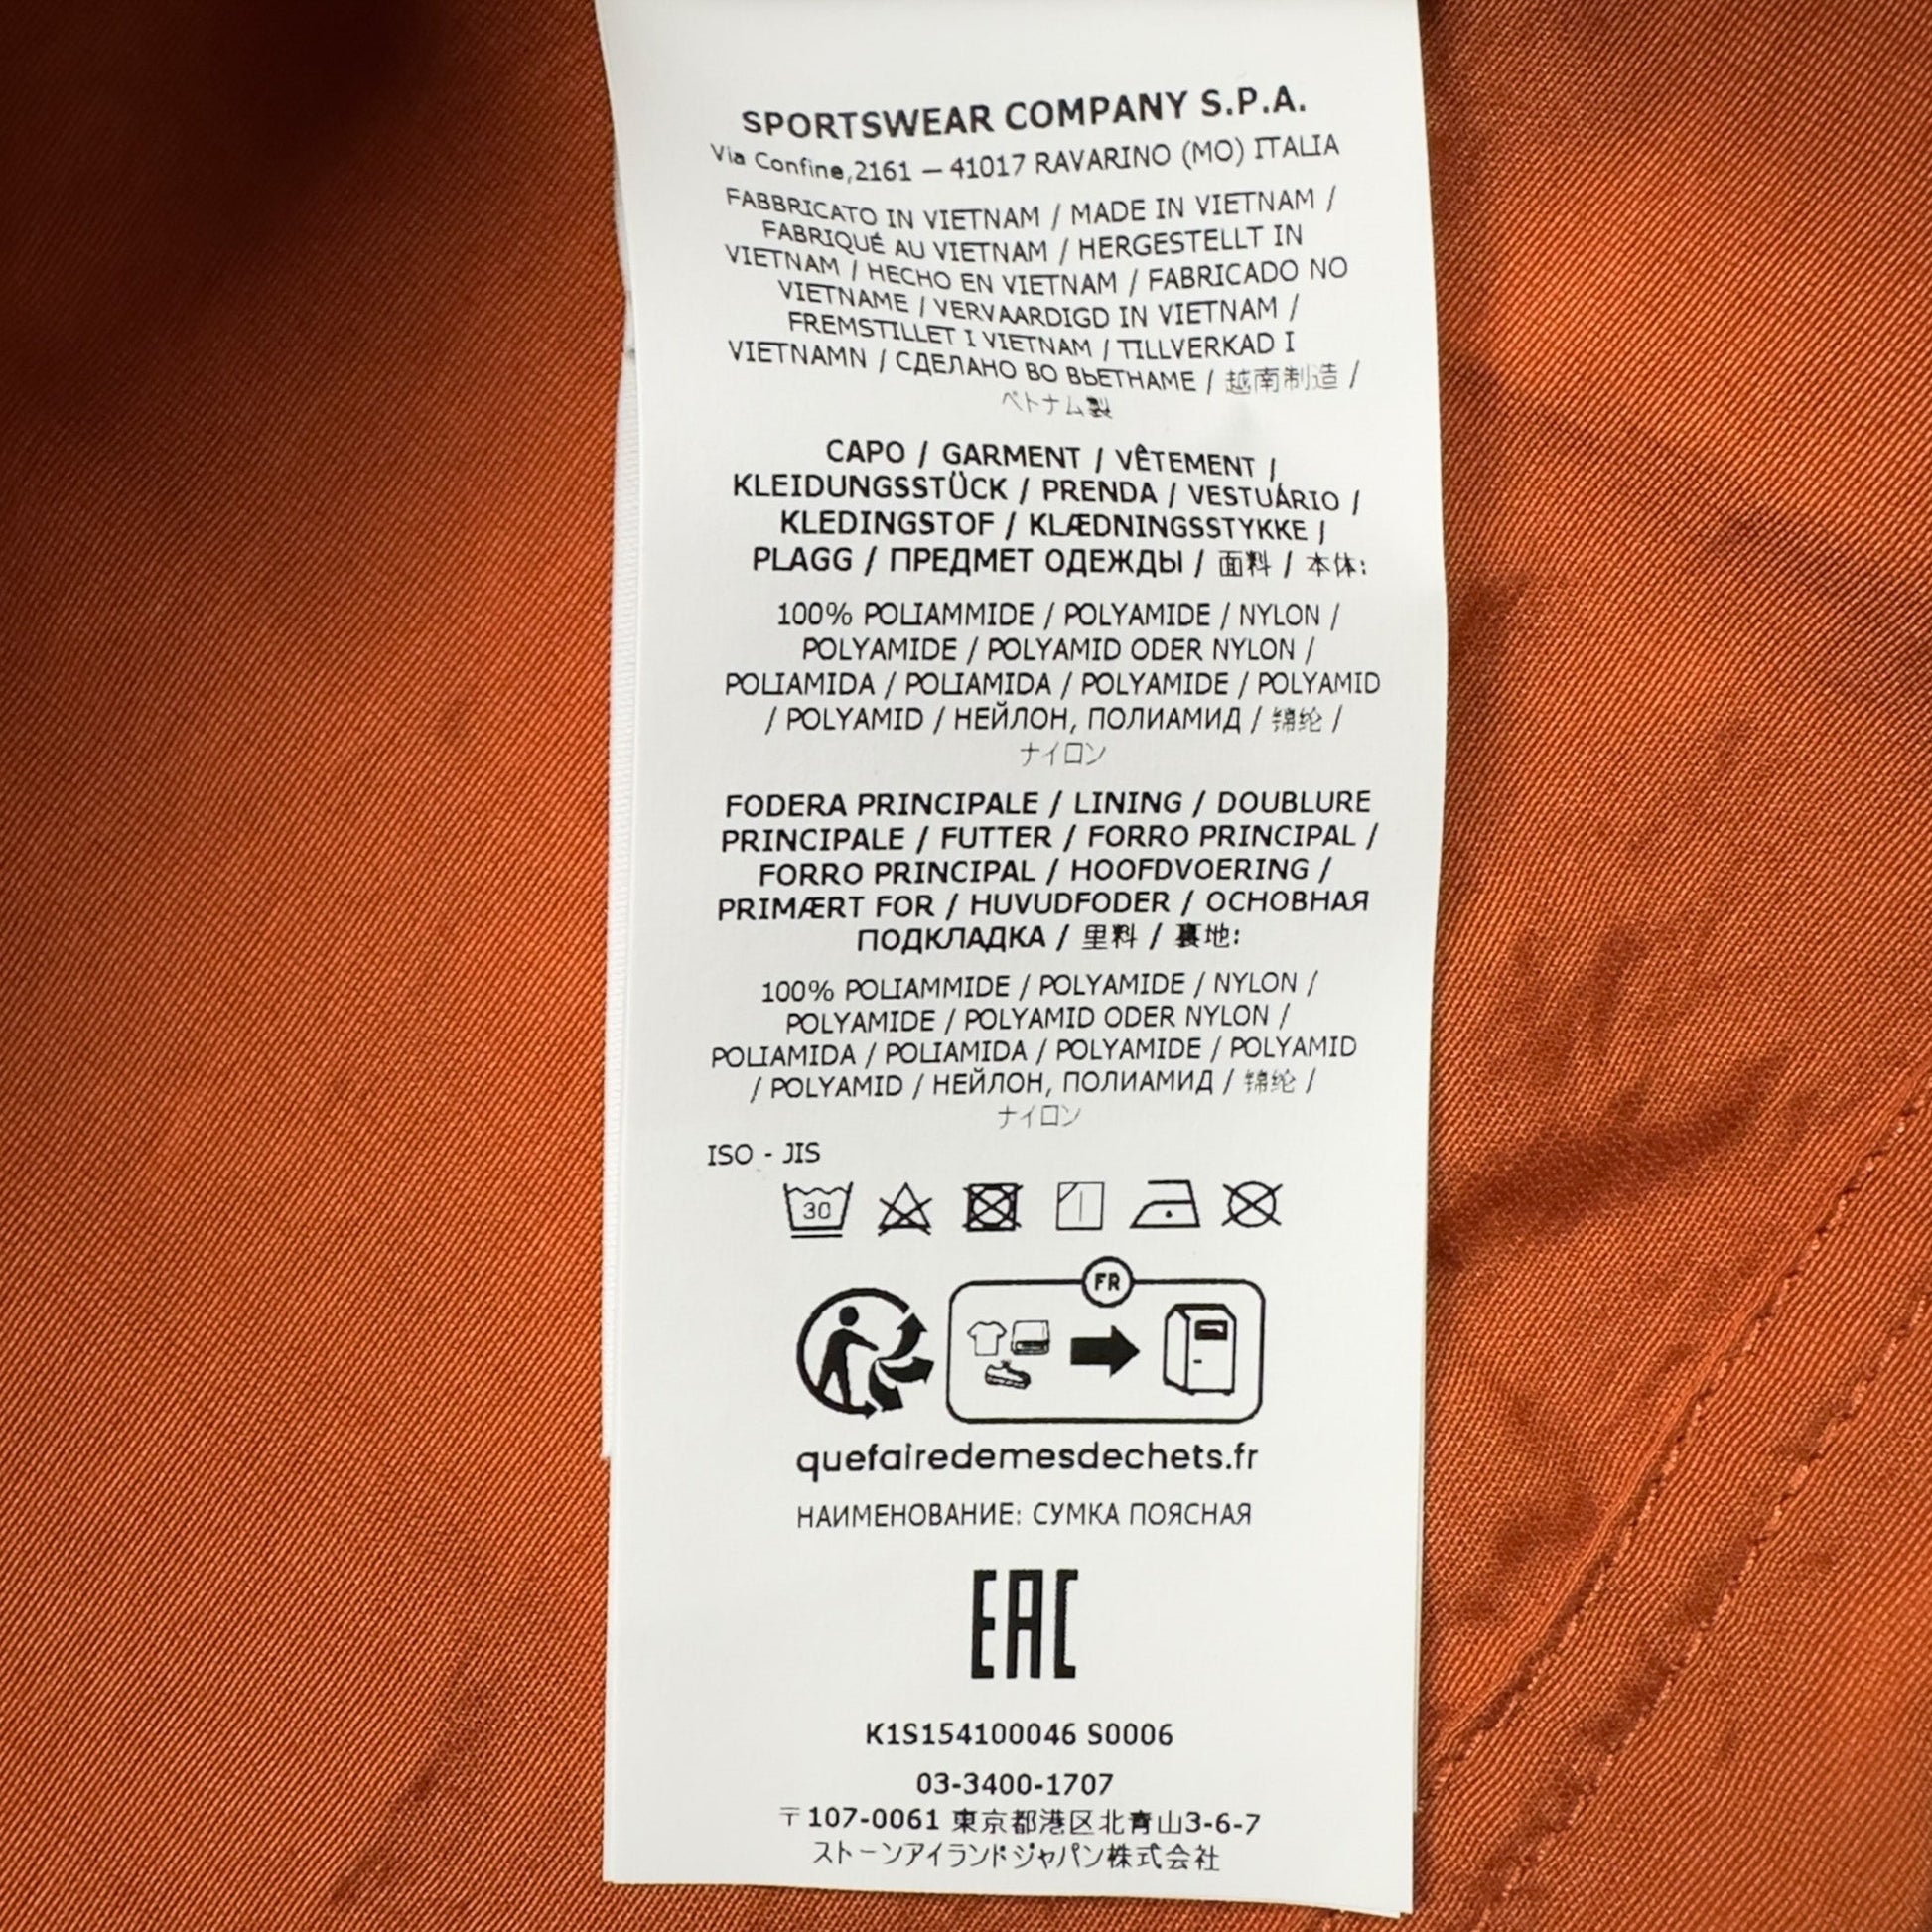 SPORTSWEAR COMPANY S.P.A.
Via Confine,2161 – 41017 RAVARINO (MO) ITALIA
FABBRICATO IN VIETNAM / MADE IN VIETNAM /
FABRIQUÉ AU VIETNAM / HERGESTELLT IN
VIETNAM / HECHO EN VIETNAM / FABRICADO NO
VIETNAME / VERVAARDIGD IN VIETNAM /
FREMSTILLET I VIETNAM / TILLVERKAD I
VIETNAMN / СДЕЛАНО ВО ВЬЕТНАМЕ / 越南制造 /
ベトナム製
CAPO / GARMENT / VÊTEMENT /
KLEIDUNGSSTÜCK / PRENDA / VESTUÁRIO /
KLEDINGSTOF / KLÆDNINGSSTYKKE /
PLAGG / ПРЕДМЕТ ОДЕЖДЫ / 面料 / 本体:
100% POLIAMMIDE / POLYAMIDE / NYLON /
POLYAMIDE / POLYAMID ODER NYLON /
POLIAMIDA / POLIAMIDA / POLYAMIDE / POLYAMID
/ POLYAMID / НЕЙЛОН, ПОЛИАМИД / 锦纶 /
ナイロン
FODERA PRINCIPALE / LINING / DOUBLURE
PRINCIPALE / FUTTER / FORRO PRINCIPAL /
FORRO PRINCIPAL / HOOFDVOERING /
PRIMÆRT FOR / HUVUDFODER / ОСНОВНАЯ
ПОДКЛАДКА / 里料 / 裏地:
100% POLIAMMIDE / POLYAMIDE / NYLON /
POLYAMIDE / POLYAMID ODER NYLON /
POLIAMIDA / POLIAMIDA / POLYAMIDE / POLYAMID
/ POLYAMID / НЕЙЛОН, ПОЛИАМИД / 锦纶 /
ナイロン
ISO - JIS
30
FR
quefairedemesdechets.fr
НАИМЕНОВАНИЕ: СУМКА ПОЯСНАЯ
EAC
K1S154100046 S0006
03-3400-1707
〒107-0061 東京都港区北青山3-6-7
ストーンアイランドジャパン株式会社